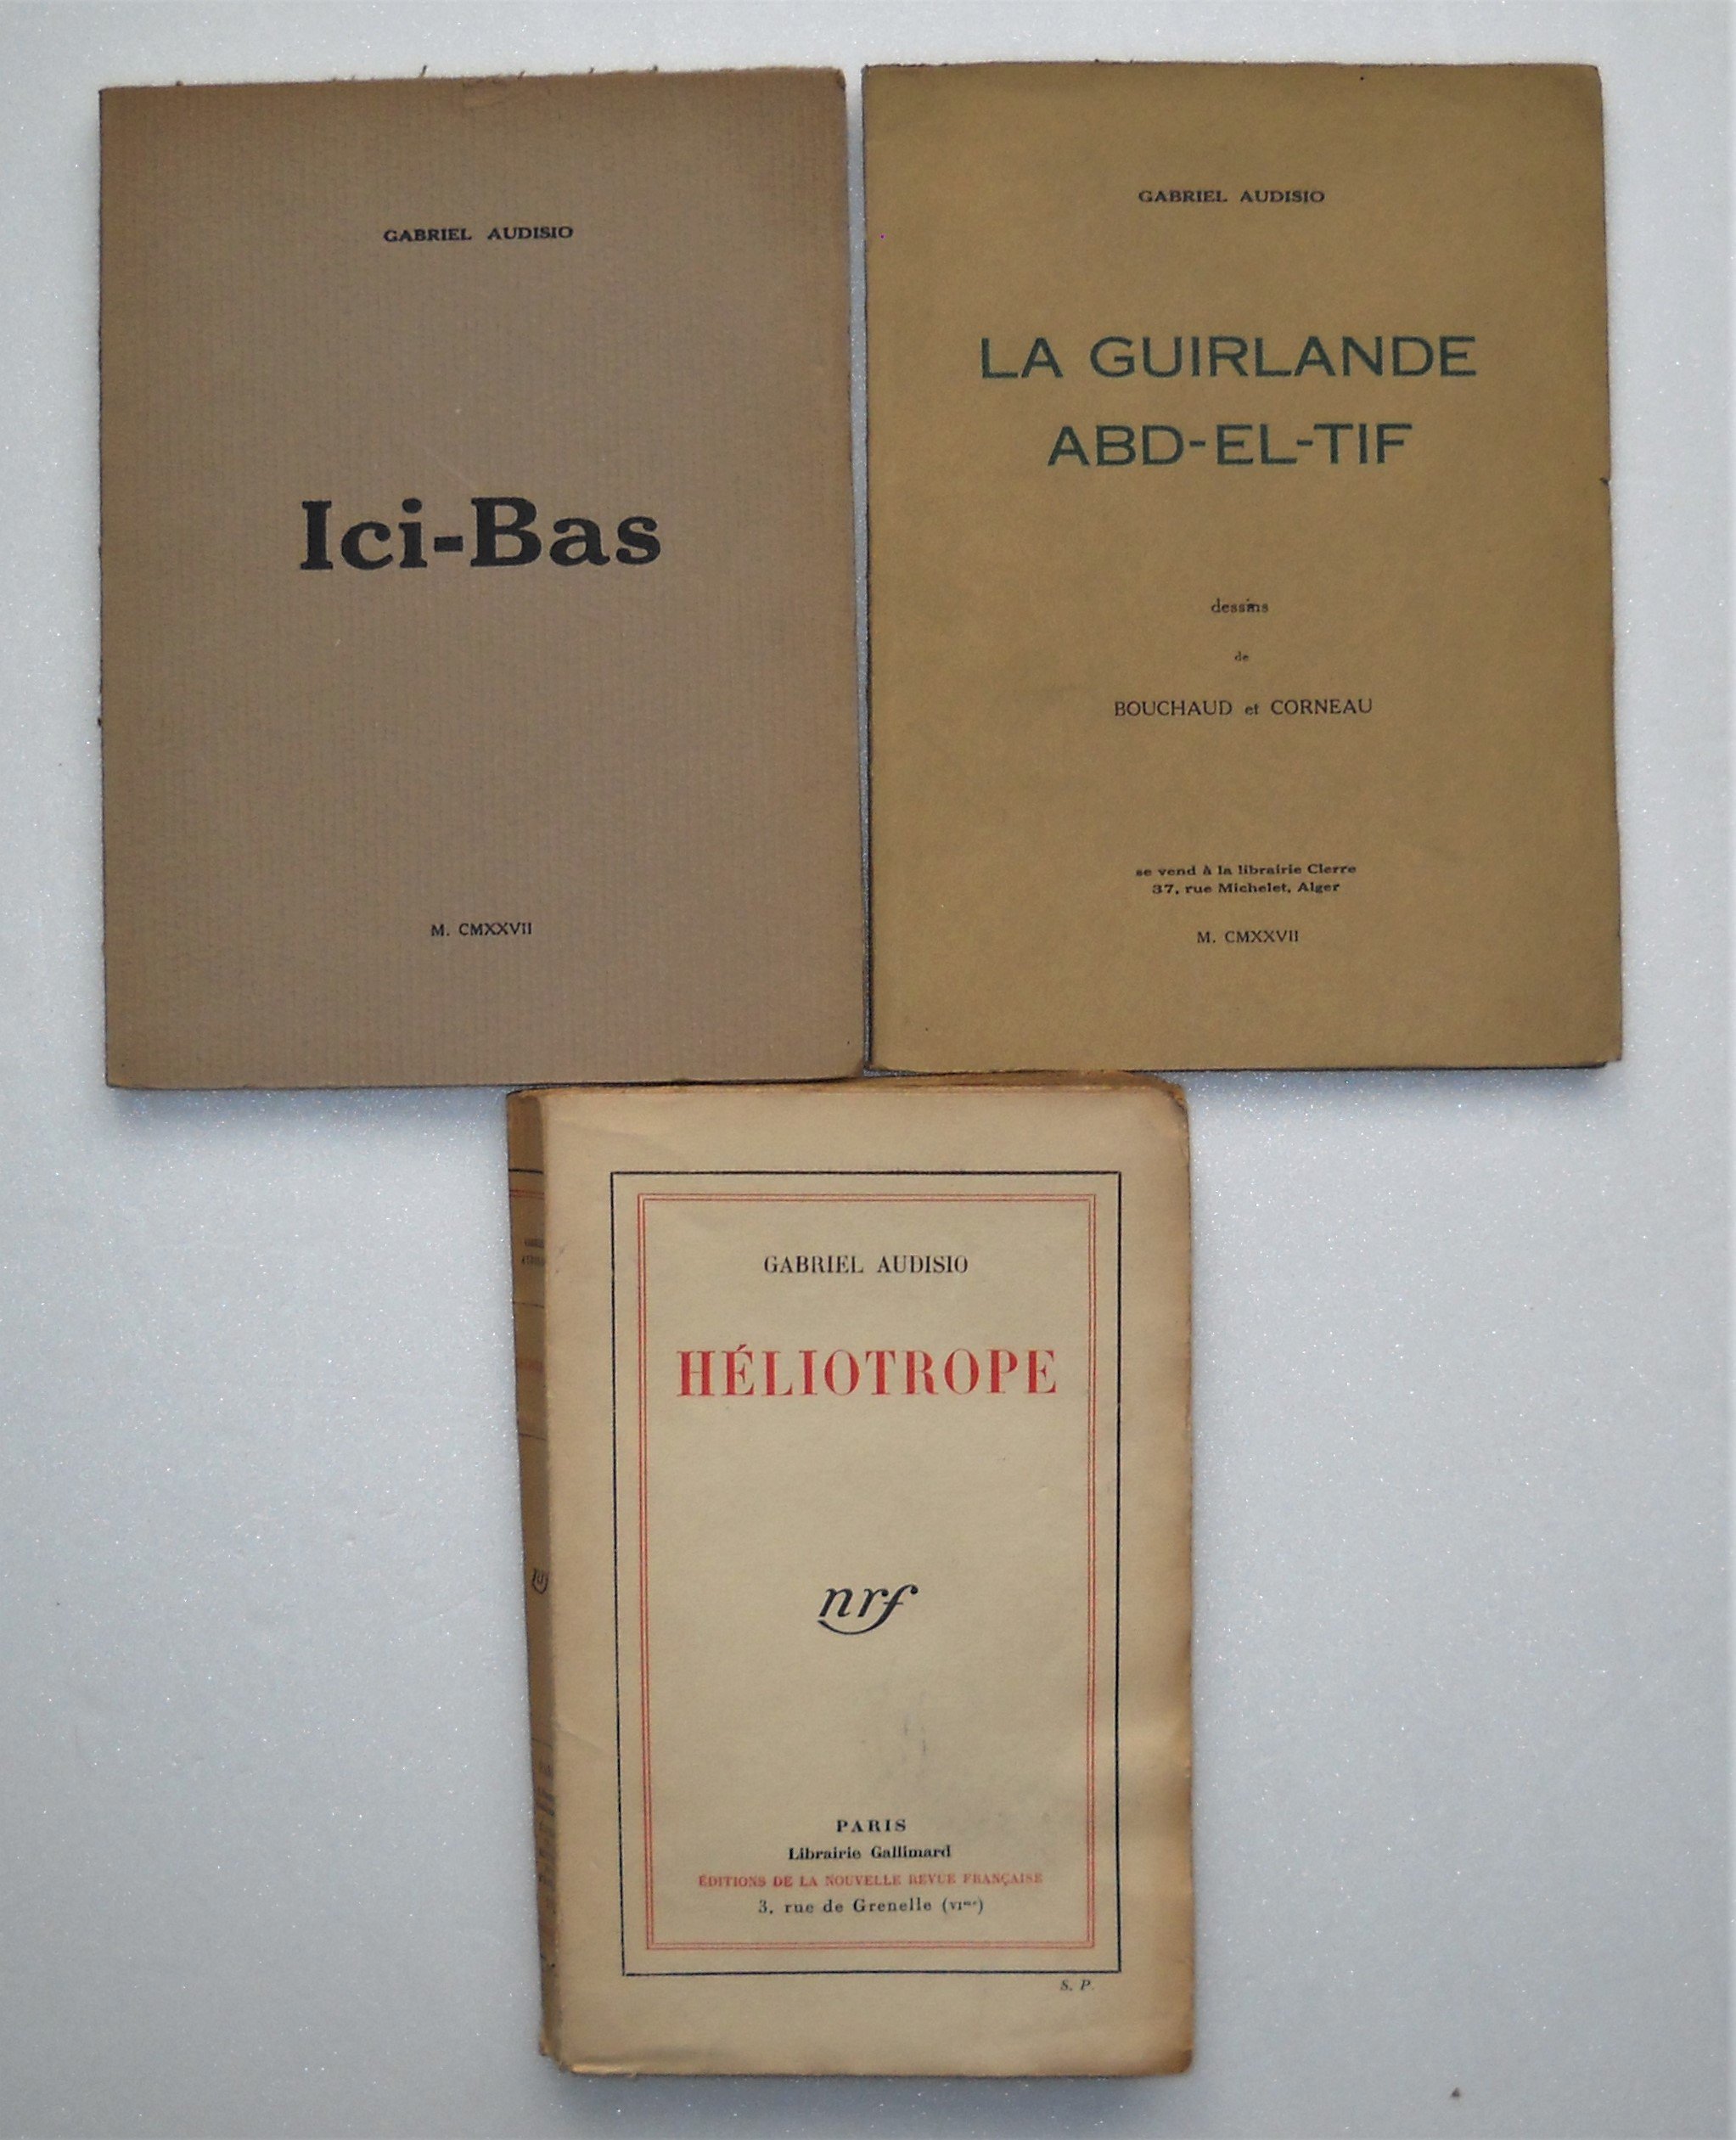 GABRIEL AUDISIO
Ici-Bas
M. CMXXVII
GABRIEL AUDISIO
LA GUIRLANDE
ABD-EL-TIF
dessins
de
BOUCHAUD et CORNEAU
se vend à la librairie Clerre
37, rue Michelet, Alger
M. CMXXVII
GABRIEL AUDISIO
HÉLIOTROPE
nrf
PARIS
Librairie Gallimard
ÉDITIONS DE LA NOUVELLE REVUE FRANÇAISE
3, rue de Grenelle (VIme)
S. P.